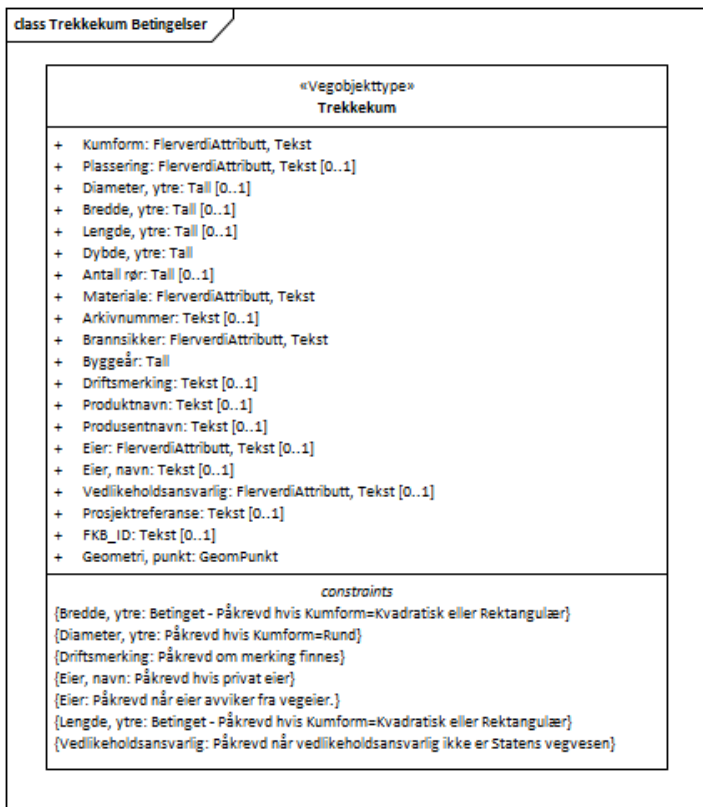 class Trekkekum Betingelser
«Vegobjekttype»
Trekkekum
+ Kumform: FlerverdiAttributt, Tekst
+ Plassering: FlerverdiAttributt, Tekst [0..1]
+ Diameter, ytre: Tall [0..1]
+ Bredde, ytre: Tall [0..1]
+ Lengde, ytre: Tall [0..1]
+ Dybde, ytre: Tall
+ Antall rør: Tall [0..1]
+ Materiale: FlerverdiAttributt, Tekst
+ Arkivnummer: Tekst [0..1]
+ Brannsikker: FlerverdiAttributt, Tekst
+ Byggeår: Tall
+ Driftsmerking: Tekst [0..1]
+ Produktnavn: Tekst [0..1]
+ Produsentnavn: Tekst [0..1]
+ Eier: FlerverdiAttributt, Tekst [0..1]
+ Eier, navn: Tekst [0..1]
+ Vedlikeholdsansvarlig: FlerverdiAttributt, Tekst [0..1]
+ Prosjektreferanse: Tekst [0..1]
+ FKB_ID: Tekst [0..1]
+ Geometri, punkt: GeomPunkt
constraints
{Bredde, ytre: Betinget - Påkrevd hvis Kumform=Kvadratisk eller Rektangulær}
{Diameter, ytre: Påkrevd hvis Kumform=Rund}
{Driftsmerking: Påkrevd om merking finnes}
{Eier, navn: Påkrevd hvis privat eier}
{Eier: Påkrevd når eier avviker fra vegeier.}
{Lengde, ytre: Betinget - Påkrevd hvis Kumform=Kvadratisk eller Rektangulær}
{Vedlikeholdsansvarlig: Påkrevd når vedlikeholdsansvarlig ikke er Statens vegvesen}